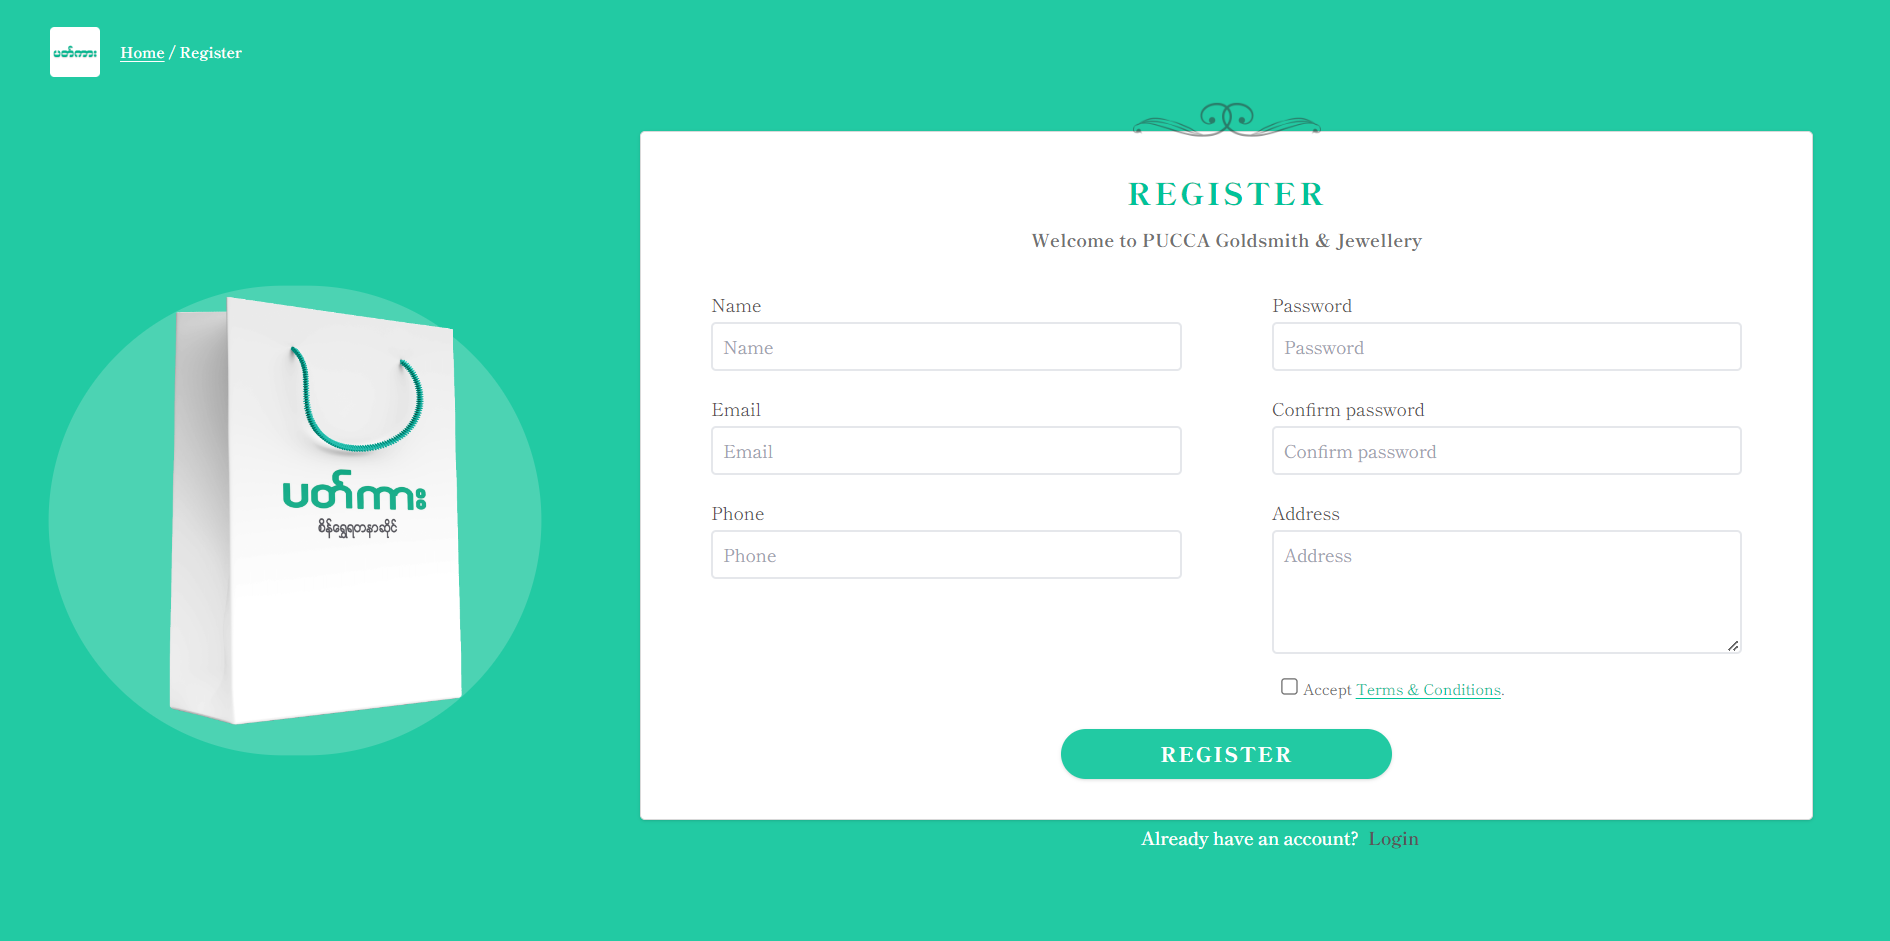 ပတ်ကား
Home / Register
REGISTER
Welcome to PUCCA Goldsmith & Jewellery
Name
Name
Password
Password
Email
Email
Confirm password
Confirm password
Phone
Phone
Address
Address
Accept Terms & Conditions.
REGISTER
Already have an account? Login
ပတ်ကား
စိန်ရွှေရတနာဆိုင်